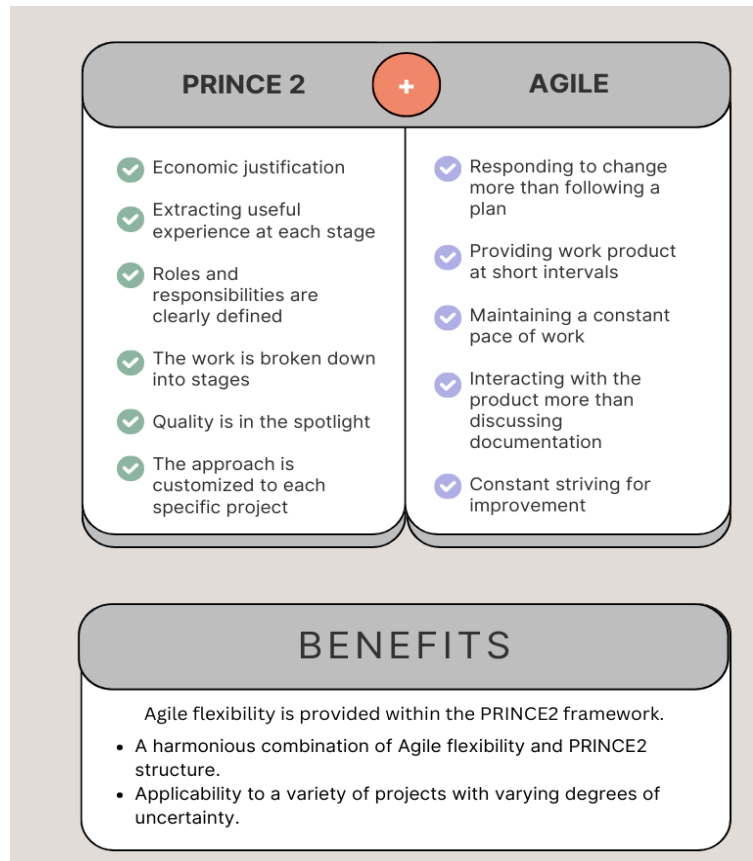 PRINCE 2
+
AGILE
Economic justification
Extracting useful
experience at each stage
Roles and
responsibilities are
clearly defined
The work is broken down
into stages
Quality is in the spotlight
The approach is
customized to each
specific project
Responding to change
more than following a
plan
Providing work product
at short intervals
Maintaining a constant
pace of work
Interacting with the
product more than
discussing
documentation
Constant striving for
improvement
BENEFITS
Agile flexibility is provided within the PRINCE2 framework.
• A harmonious combination of Agile flexibility and PRINCE2
structure.
• Applicability to a variety of projects with varying degrees of
uncertainty.